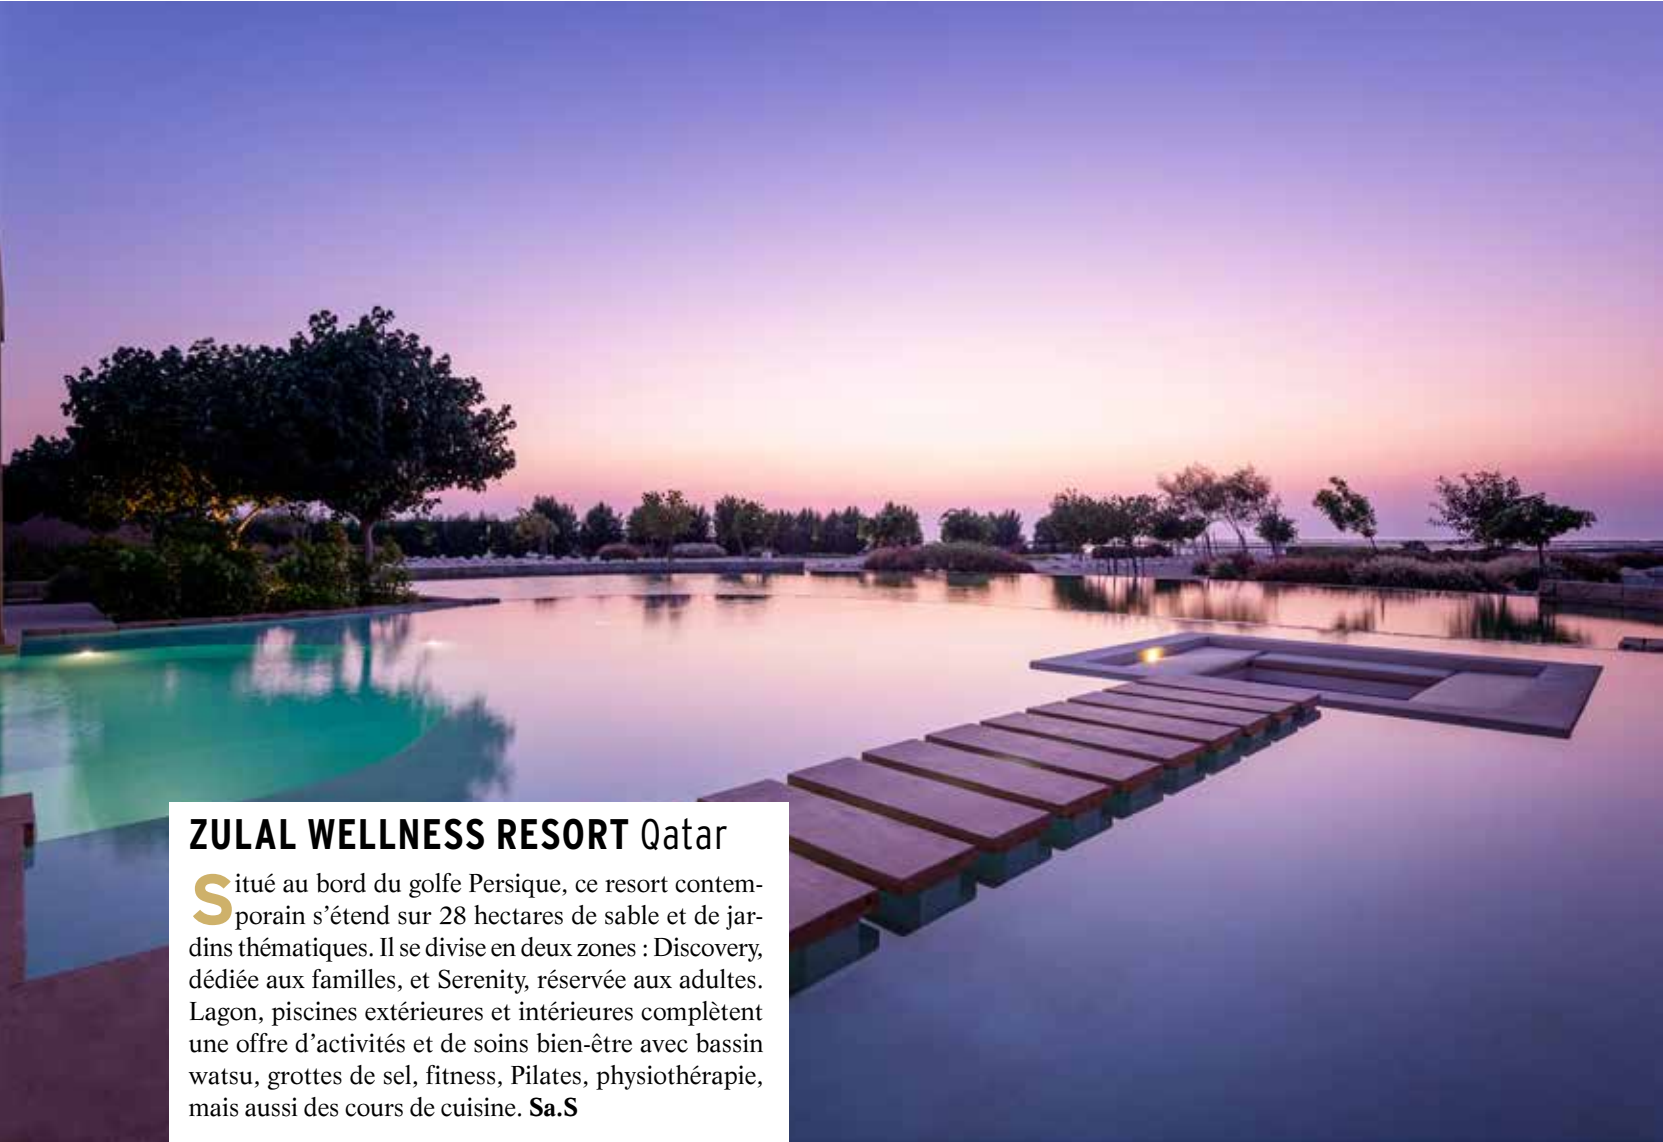 ZULAL WELLNESS RESORT Qatar
Situé au bord du golfe Persique, ce resort contem-
porain s’étend sur 28 hectares de sable et de jar-
dins thématiques. Il se divise en deux zones : Discovery,
dédiée aux familles, et Serenity, réservée aux adultes.
Lagon, piscines extérieures et intérieures complètent
une offre d’activités et de soins bien-être avec bassin
watsu, grottes de sel, fitness, Pilates, physiothérapie,
mais aussi des cours de cuisine. Sa.S